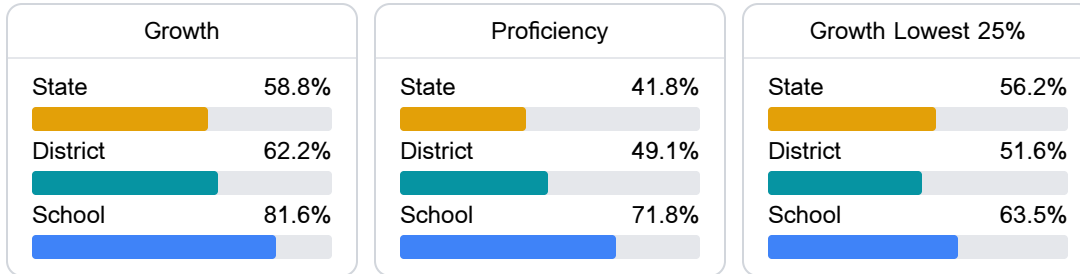 Growth
State 58.8%
District 62.2%
School 81.6%
Proficiency
State 41.8%
District 49.1%
School 71.8%
Growth Lowest 25%
State 56.2%
District 51.6%
School 63.5%